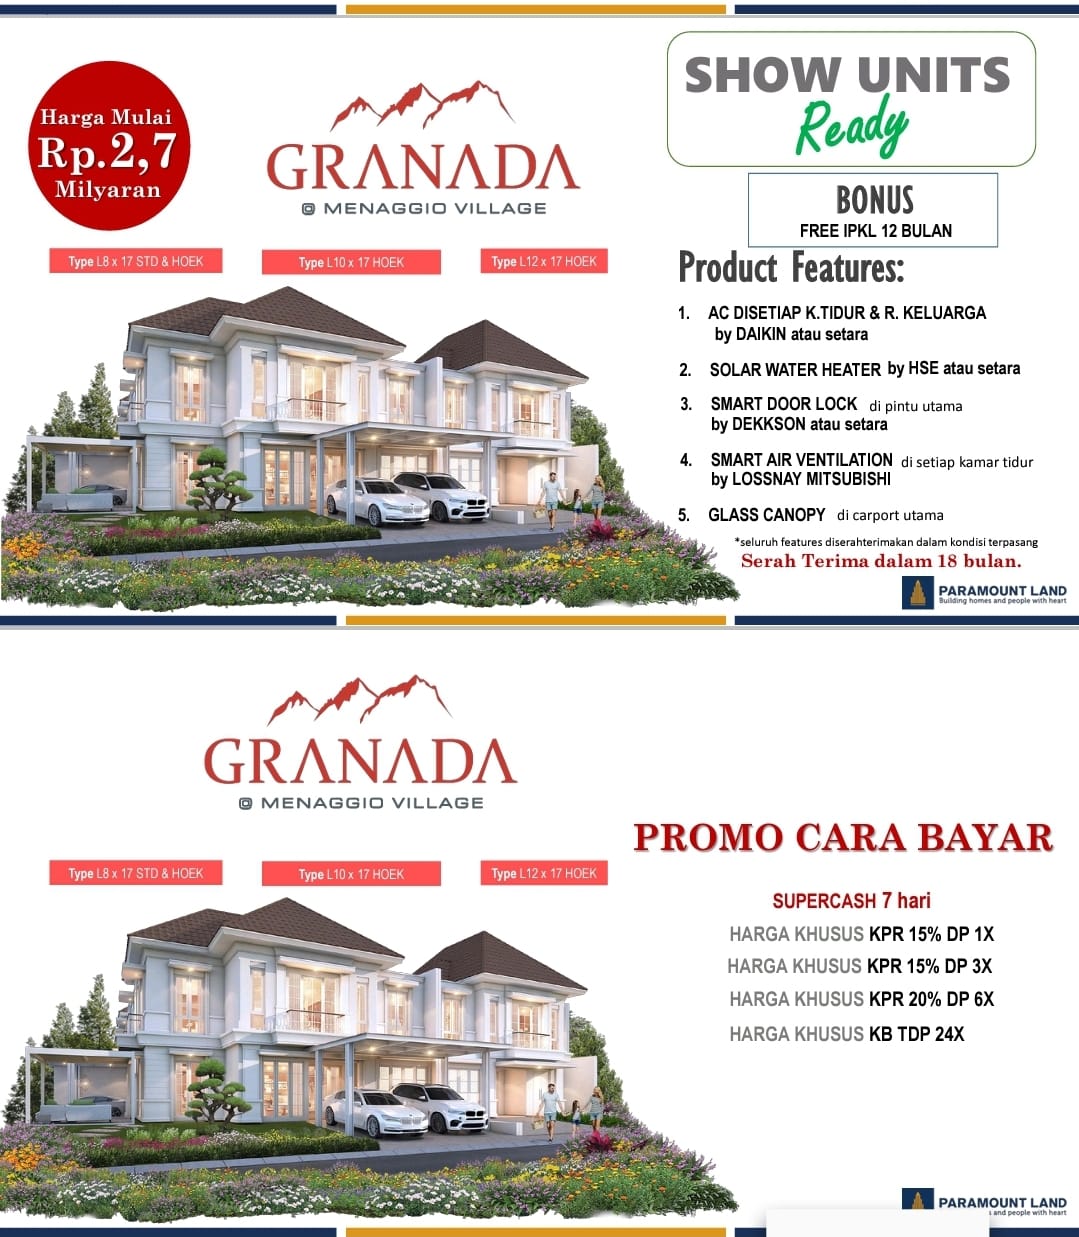 Harga Mulai
Rp.2,7
Milyaran
GRANADA
@ MENAGGIO VILLAGE
Type L8 x 17 STD & HOEK
Type L10 x 17 HOEK
Type L12 x 17 HOEK
SHOW UNITS
Ready
BONUS
FREE IPKL 12 BULAN
Product Features:
1. AC DISETIAP K.TIDUR & R. KELUARGA
by DAIKIN atau setara
2. SOLAR WATER HEATER by HSE atau setara
3. SMART DOOR LOCK di pintu utama
by DEKKSON atau setara
4. SMART AIR VENTILATION di setiap kamar tidur
by LOSSNAY MITSUBISHI
5. GLASS CANOPY di carport utama
*seluruh features diserahterimakan dalam kondisi terpasang
Serah Terima dalam 18 bulan.
PARAMOUNT LAND
Building homes and people with heart
GRANADA
@ MENAGGIO VILLAGE
Type L8 x 17 STD & HOEK
Type L10 x 17 HOEK
Type L12 x 17 HOEK
PROMO CARA BAYAR
SUPERCASH 7 hari
HARGA KHUSUS KPR 15% DP 1X
HARGA KHUSUS KPR 15% DP 3X
HARGA KHUSUS KPR 20% DP 6X
HARGA KHUSUS KB TDP 24X
PARAMOUNT LAND
and people with heart